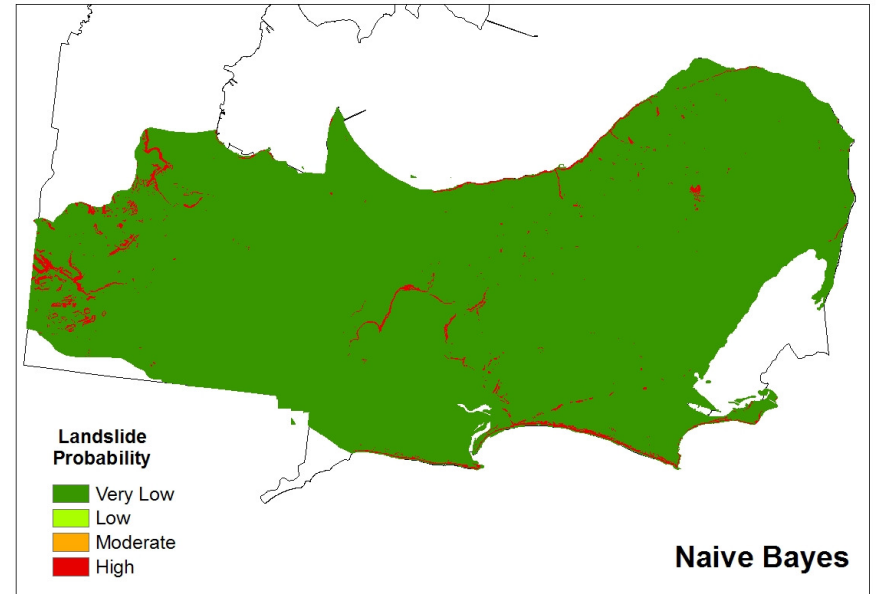 Landslide
Probability
Very Low
Low
Moderate
High
Naive Bayes